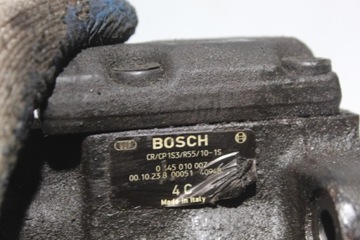 BOSCH
CR/CP1S3/R55/10-1S
0 445 010 007
00.10.23.8 00051
4 C
Made in Italy